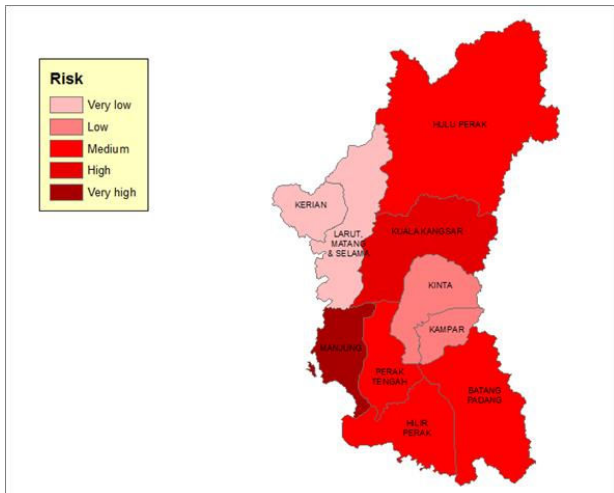 Risk
Very low
Low
Medium
High
Very high
HULU PERAK
KERIAN
LARUT,
MATANG
& SELAMA
KUALA KANGSAR
KINTA
KAMPAR
MANJUNG
PERAK
TENGAH
BATANG
PADANG
HILIR
PERAK